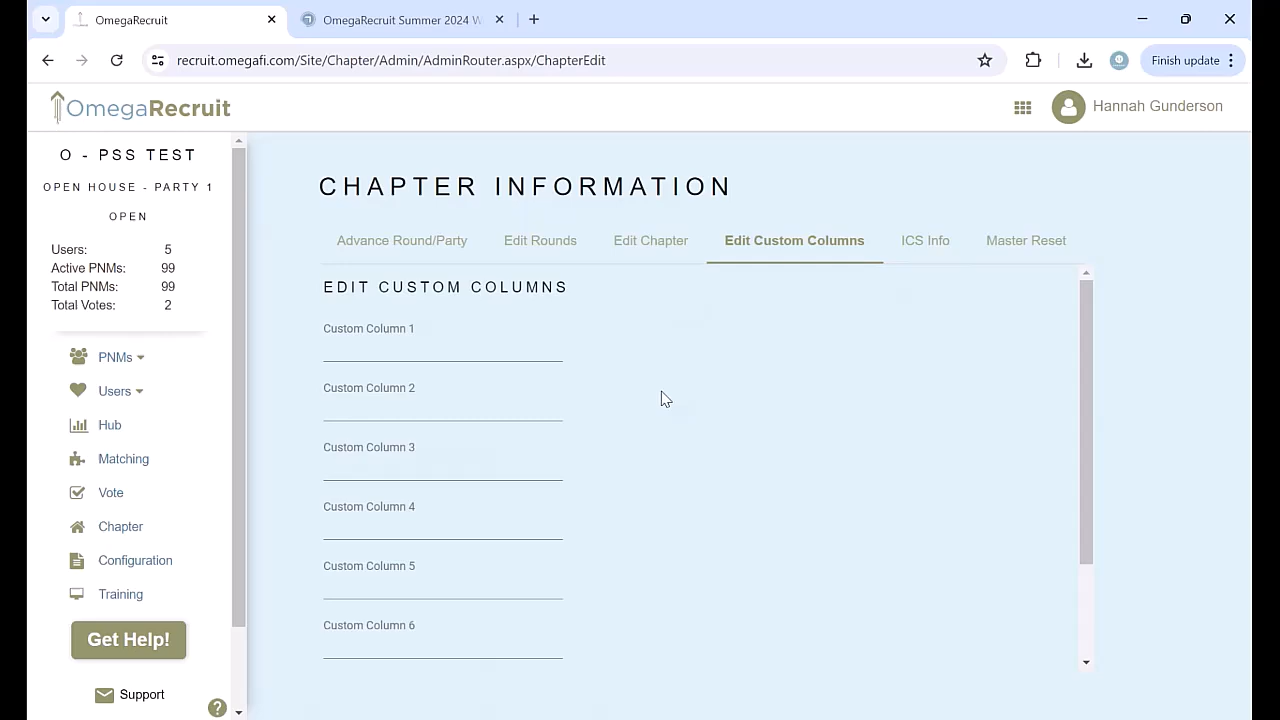 OmegaRecruit
OmegaRecruit Summer 2024 W
recruit.omegafi.com/Site/Chapter/Admin/AdminRouter.aspx/ChapterEdit
Finish update
OmegaRecruit
Hannah Gunderson
O - PSS TEST
OPEN HOUSE - PARTY 1
OPEN
Users: 5
Active PNMs: 99
Total PNMs: 99
Total Votes: 2
PNMs
Users
Hub
Matching
Vote
Chapter
Configuration
Training
Get Help!
Support
?
CHAPTER INFORMATION
Advance Round/Party Edit Rounds Edit Chapter Edit Custom Columns ICS Info Master Reset
EDIT CUSTOM COLUMNS
Custom Column 1
Custom Column 2
Custom Column 3
Custom Column 4
Custom Column 5
Custom Column 6